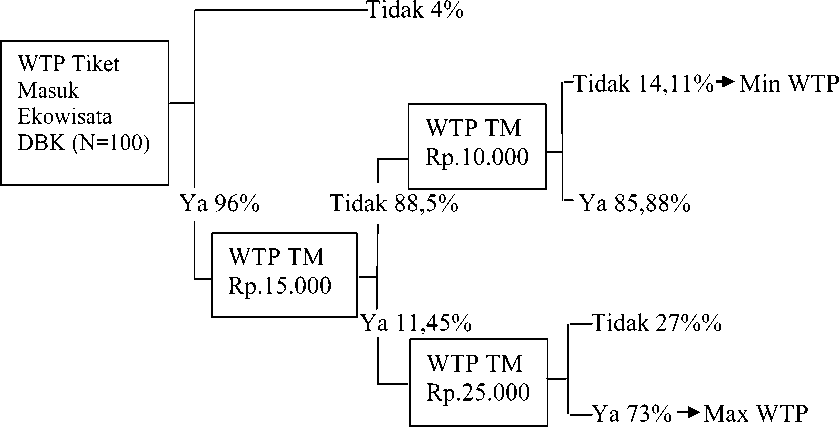 Tidak 4%
WTP Tiket
Masuk
Ekowisata
DBK (N=100)
Tidak 14,11% Min WTP
WTP TM
Rp.10.000
Ya 96%
Tidak 88,5%
Ya 85,88%
WTP TM
Rp.15.000
Ya 11,45%
Tidak 27%%
WTP TM
Rp.25.000
Ya 73% Max WTP